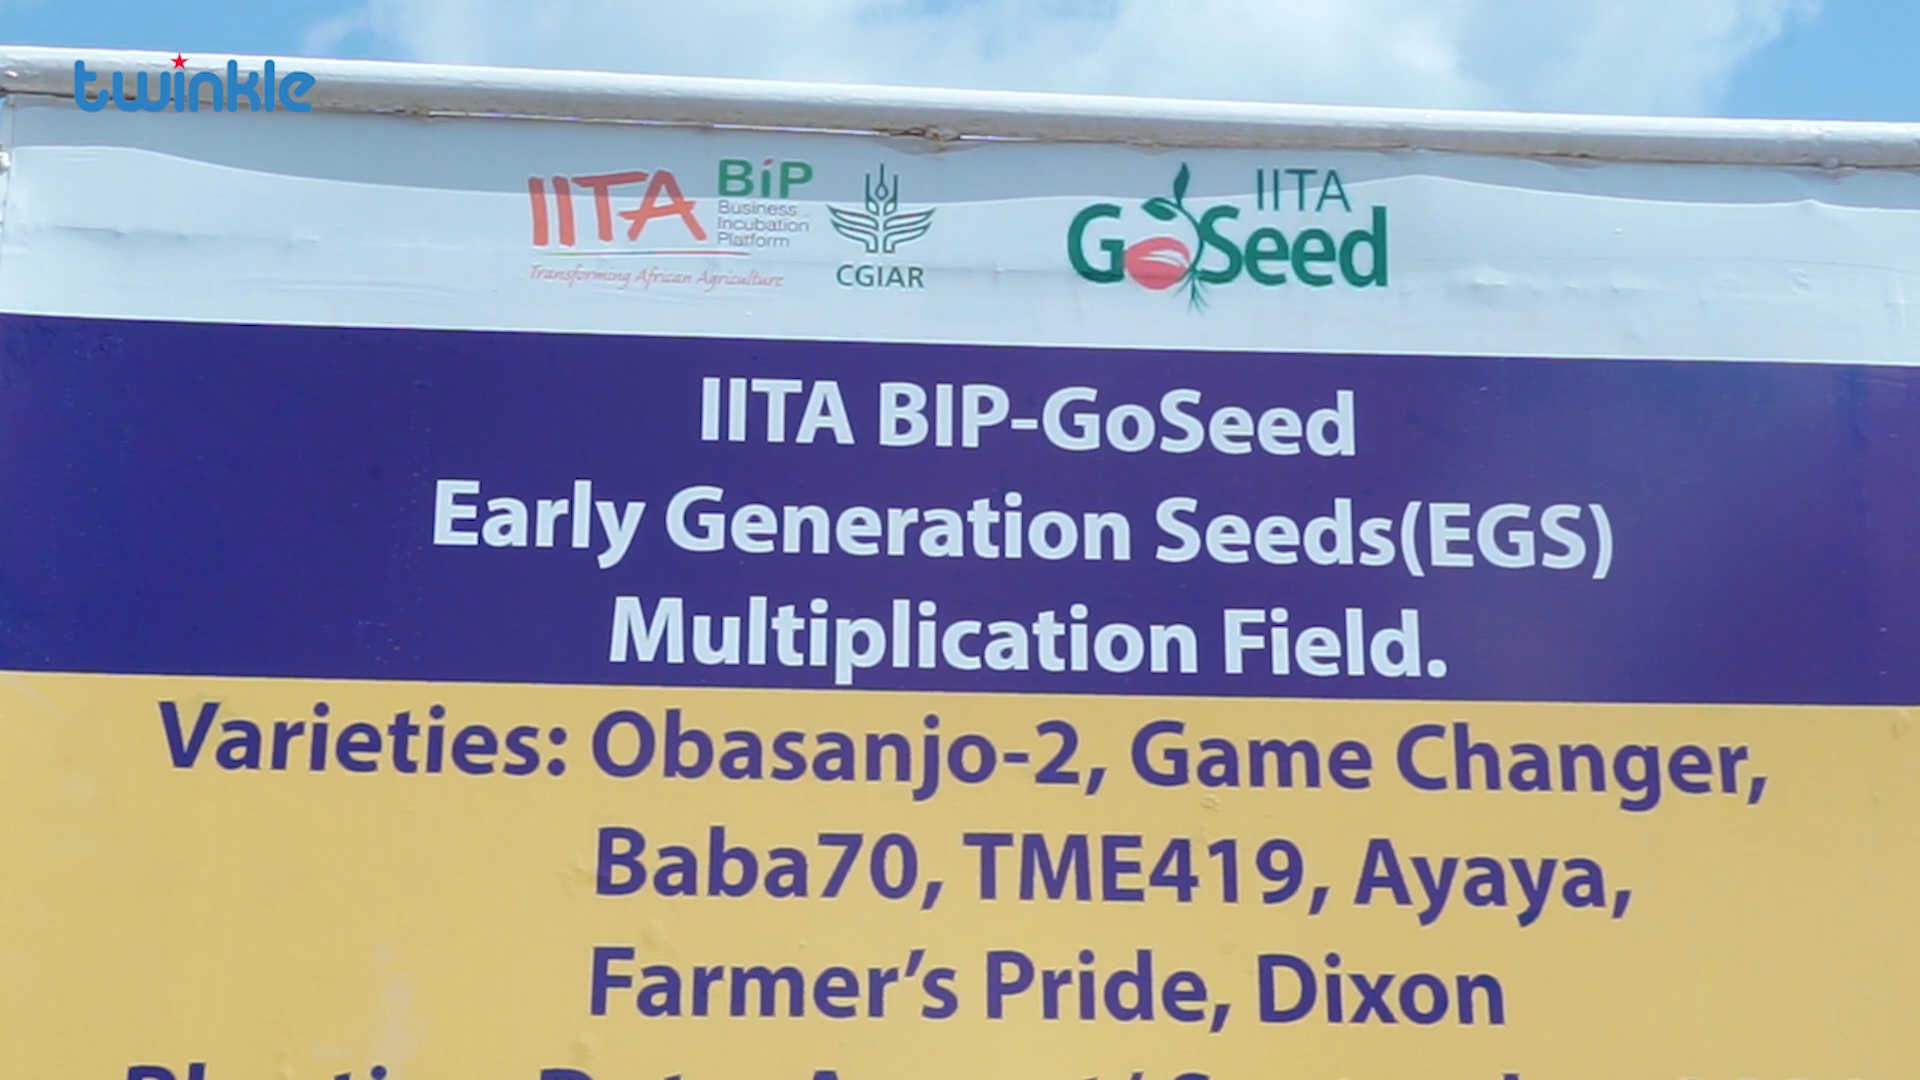 twinkle
IITA
BiP
Business
Incubation
Platform
Transforming African Agriculture
CGIAR
IITA
GoSeed
IITA BIP-GoSeed
Early Generation Seeds(EGS)
Multiplication Field.
Varieties: Obasanjo-2, Game Changer,
Baba70, TME419, Ayaya,
Farmer's Pride, Dixon